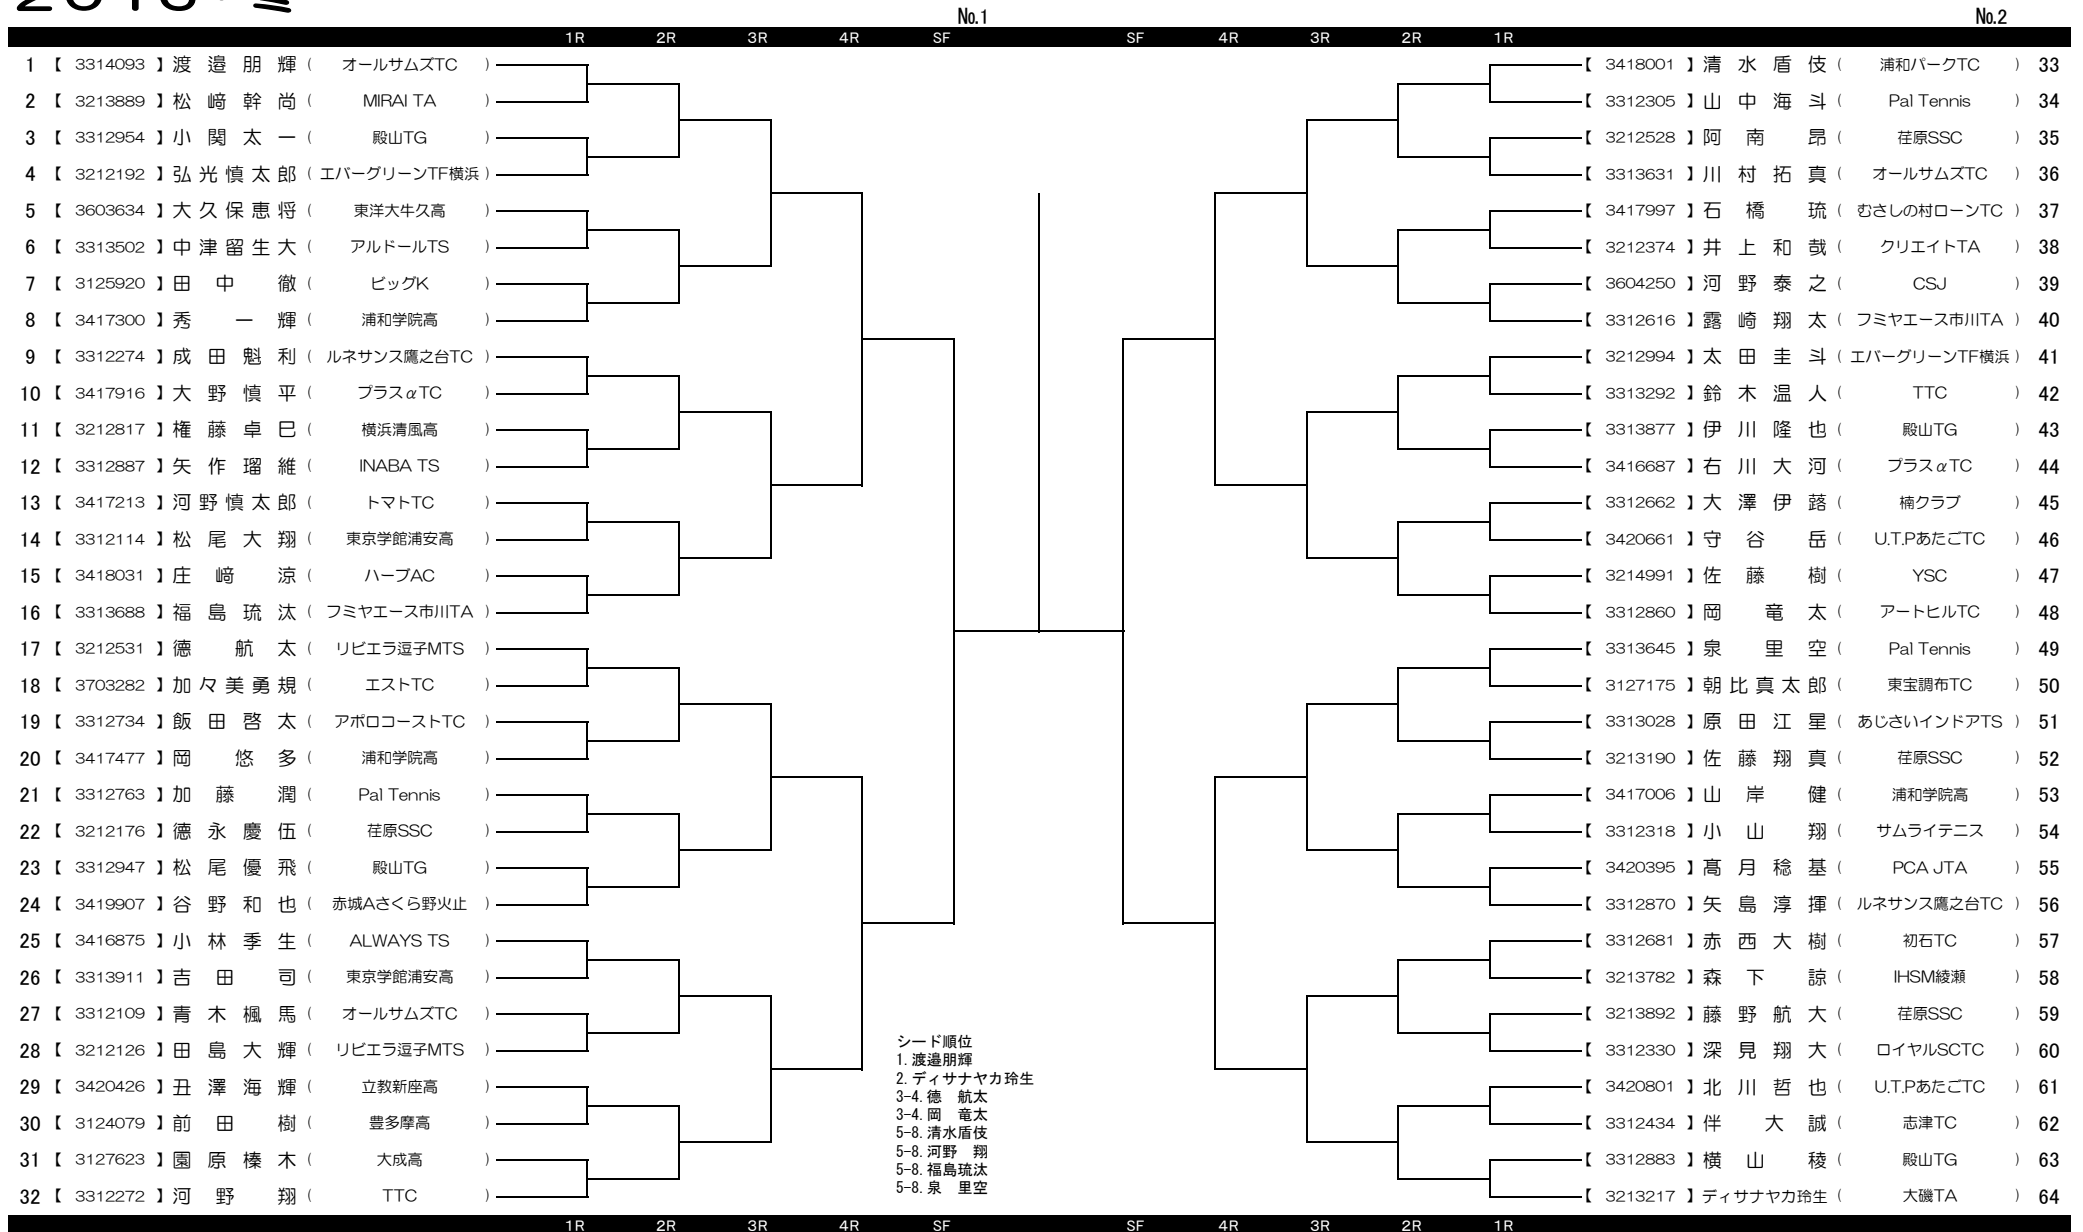 No.1 No.2
1R 2R 3R 4R SF SF 4R 3R 2R 1R
1 【 3314093 】 渡邉朋輝 ( オールサムズTC )
2 【 3213889 】 松﨑幹尚 ( MIRAI TA )
3 【 3312954 】 小関太一 ( 殿山TG )
4 【 3212192 】 弘光慎太郎 ( エバーグリーンTF横浜 )
5 【 3603634 】 大久保恵将 ( 東洋大牛久高 )
6 【 3313502 】 中津留生大 ( アルドールTS )
7 【 3125920 】 田中 徹 ( ビッグK )
8 【 3417300 】 秀 一輝 ( 浦和学院高 )
9 【 3312274 】 成田魁利 ( ルネサンス鷹之台TC )
10 【 3417916 】 大野慎平 ( プラスαTC )
11 【 3212817 】 権藤卓巳 ( 横浜清風高 )
12 【 3312887 】 矢作瑠維 ( INABA TS )
13 【 3417213 】 河野慎太郎 ( トマトTC )
14 【 3312114 】 松尾大翔 ( 東京学館浦安高 )
15 【 3418031 】 庄﨑 涼 ( ハーブAC )
16 【 3313688 】 福島琉汰 ( フミヤエース市川TA )
17 【 3212531 】 德 航太 ( リビエラ逗子MTS )
18 【 3703282 】 加々美勇規 ( エストTC )
19 【 3312734 】 飯田啓太 ( アポロコーストTC )
20 【 3417477 】 岡 悠多 ( 浦和学院高 )
21 【 3312763 】 加藤 潤 ( Pal Tennis )
22 【 3212176 】 德永慶伍 ( 荏原SSC )
23 【 3312947 】 松尾優飛 ( 殿山TG )
24 【 3419907 】 谷野和也 ( 赤城Aさくら野火止 )
25 【 3416875 】 小林季生 ( ALWAYS TS )
26 【 3313911 】 吉田 司 ( 東京学館浦安高 )
27 【 3312109 】 青木楓馬 ( オールサムズTC )
28 【 3212126 】 田島大輝 ( リビエラ逗子MTS )
29 【 3420426 】 丑澤海輝 ( 立教新座高 )
30 【 3124079 】 前田 樹 ( 豊多摩高 )
31 【 3127623 】 園原榛木 ( 大成高 )
32 【 3312272 】 河野 翔 ( TTC )
シード順位
1.渡邉朋輝
2.ディサナヤカ玲生
3-4.德 航太
3-4.岡 竜太
5-8.清水盾伎
5-8.河野 翔
5-8.福島琉汰
5-8.泉 里空
【 3418001 】 清水盾伎 ( 浦和パークTC ) 33
【 3312305 】 山中海斗 ( Pal Tennis ) 34
【 3212528 】 阿南 昂 ( 荏原SSC ) 35
【 3313631 】 川村拓真 ( オールサムズTC ) 36
【 3417997 】 石橋 琉 ( むさしの村ローンTC ) 37
【 3212374 】 井上和哉 ( クリエイトTA ) 38
【 3604250 】 河野泰之 ( CSJ ) 39
【 3312616 】 露崎翔太 ( フミヤエース市川TA ) 40
【 3212994 】 太田圭斗 ( エバーグリーンTF横浜 ) 41
【 3313292 】 鈴木温人 ( TTC ) 42
【 3313877 】 伊川隆也 ( 殿山TG ) 43
【 3416687 】 右川大河 ( プラスαTC ) 44
【 3312662 】 大澤伊蕗 ( 楠クラブ ) 45
【 3420661 】 守谷 岳 ( U.T.PあたごTC ) 46
【 3214991 】 佐藤 樹 ( YSC ) 47
【 3312860 】 岡 竜太 ( アートヒルTC ) 48
【 3313645 】 泉 里空 ( Pal Tennis ) 49
【 3127175 】 朝比真太郎 ( 東宝調布TC ) 50
【 3313028 】 原田江星 ( あじさいインドアTS ) 51
【 3213190 】 佐藤翔真 ( 荏原SSC ) 52
【 3417006 】 山岸 健 ( 浦和学院高 ) 53
【 3312318 】 小山 翔 ( サムライテニス ) 54
【 3420395 】 髙月稔基 ( PCA JTA ) 55
【 3312870 】 矢島淳揮 ( ルネサンス鷹之台TC ) 56
【 3312681 】 赤西大樹 ( 初石TC ) 57
【 3213782 】 森下 諒 ( IHSM綾瀬 ) 58
【 3213892 】 藤野航大 ( 荏原SSC ) 59
【 3312330 】 深見翔大 ( ロイヤルSCTC ) 60
【 3420801 】 北川哲也 ( U.T.PあたごTC ) 61
【 3312434 】 伴 大誠 ( 志津TC ) 62
【 3312883 】 横山 稜 ( 殿山TG ) 63
【 3213217 】 ディサナヤカ玲生 ( 大磯TA ) 64
1R 2R 3R 4R SF SF 4R 3R 2R 1R